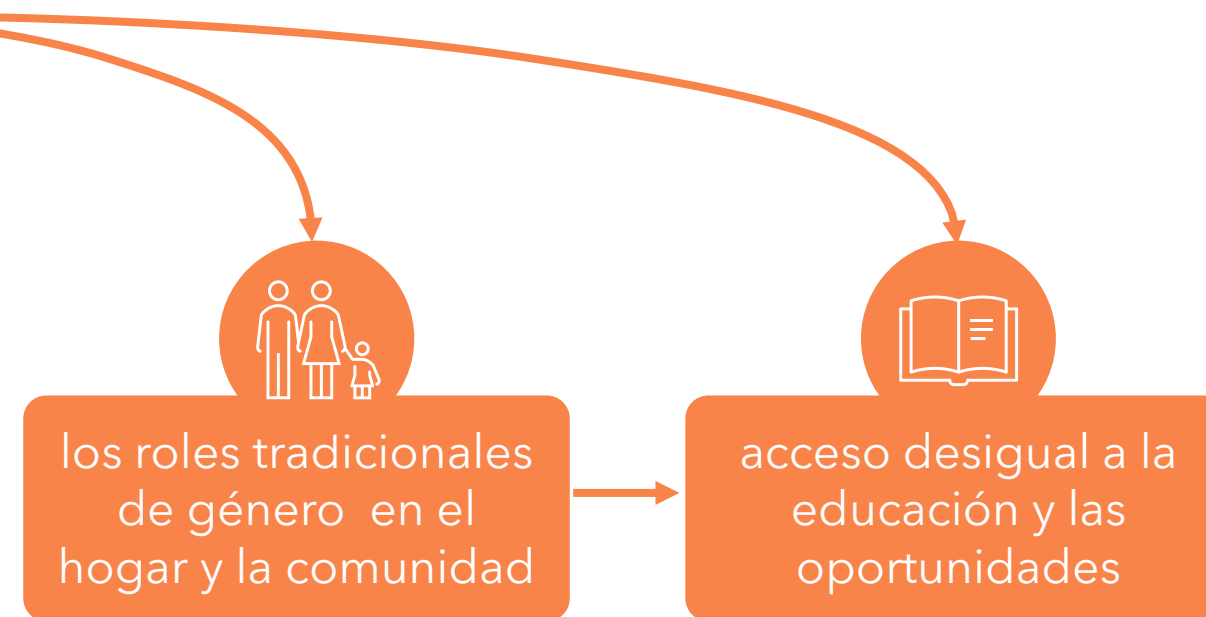 los roles tradicionales
de género  en el
hogar y la comunidad
acceso desigual a la
educación y las
oportunidades